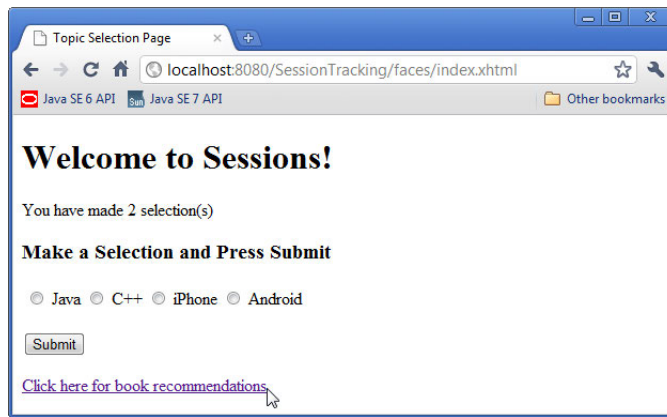 Topic Selection Page
localhost:8080/SessionTracking/faces/index.xhtml
Java SE 6 API Sun Java SE 7 API Other bookmarks
Welcome to Sessions!
You have made 2 selection(s)
Make a Selection and Press Submit
Java C++ iPhone Android
Submit
Click here for book recommendations